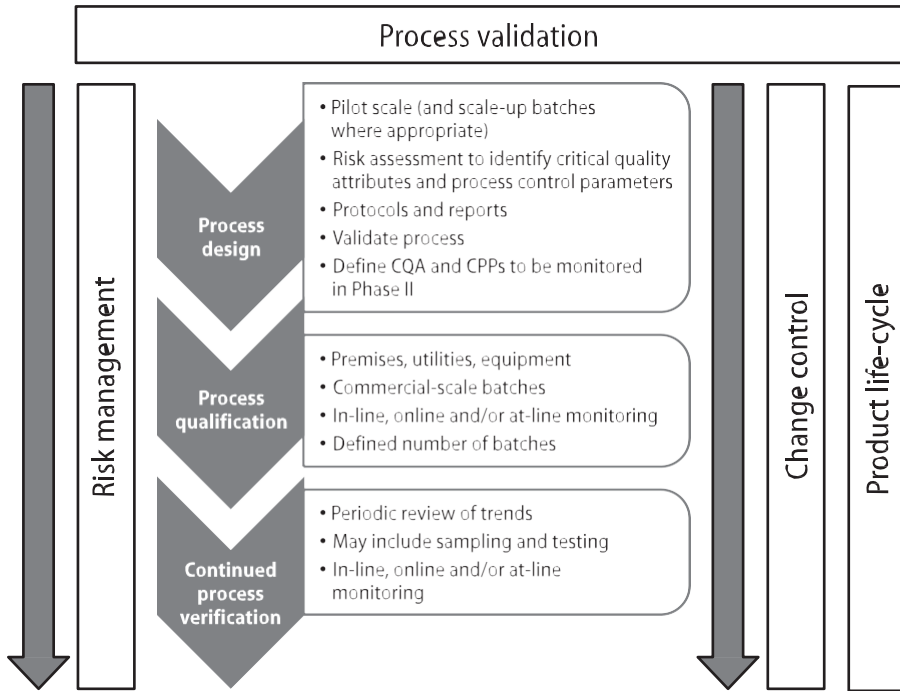 Process validation
Risk management
Process
design
• Pilot scale (and scale-up batches
where appropriate)
• Risk assessment to identify critical quality
attributes and process control parameters
• Protocols and reports
• Validate process
• Define CQA and CPPs to be monitored
in Phase II
Process
qualification
• Premises, utilities, equipment
• Commercial-scale batches
• In-line, online and/or at-line monitoring
• Defined number of batches
Continued
process
verification
• Periodic review of trends
• May include sampling and testing
• In-line, online and/or at-line
monitoring
Change control
Product life-cycle